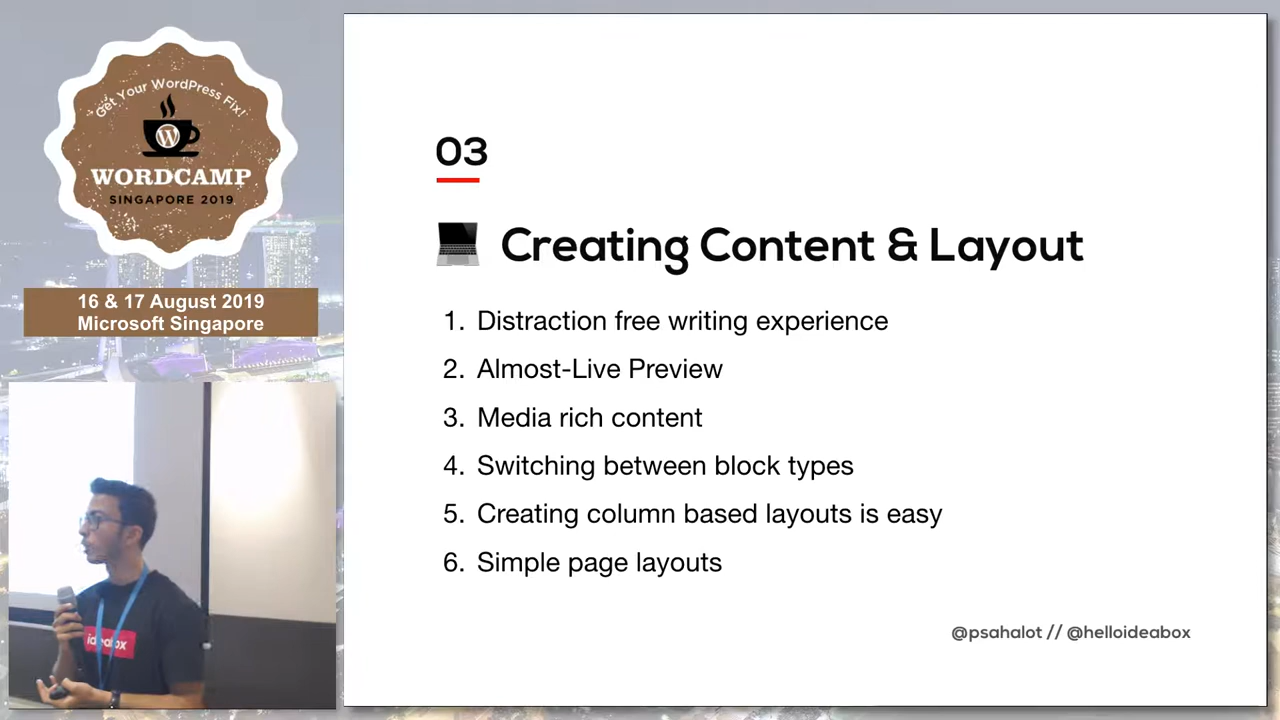 Get Your WordPress Fix!
WORDCAMP
SINGAPORE 2019
16 & 17 August 2019
Microsoft Singapore
ideabox
03
Creating Content & Layout
1. Distraction free writing experience
2. Almost-Live Preview
3. Media rich content
4. Switching between block types
5. Creating column based layouts is easy
6. Simple page layouts
@psahalot // @helloideabox